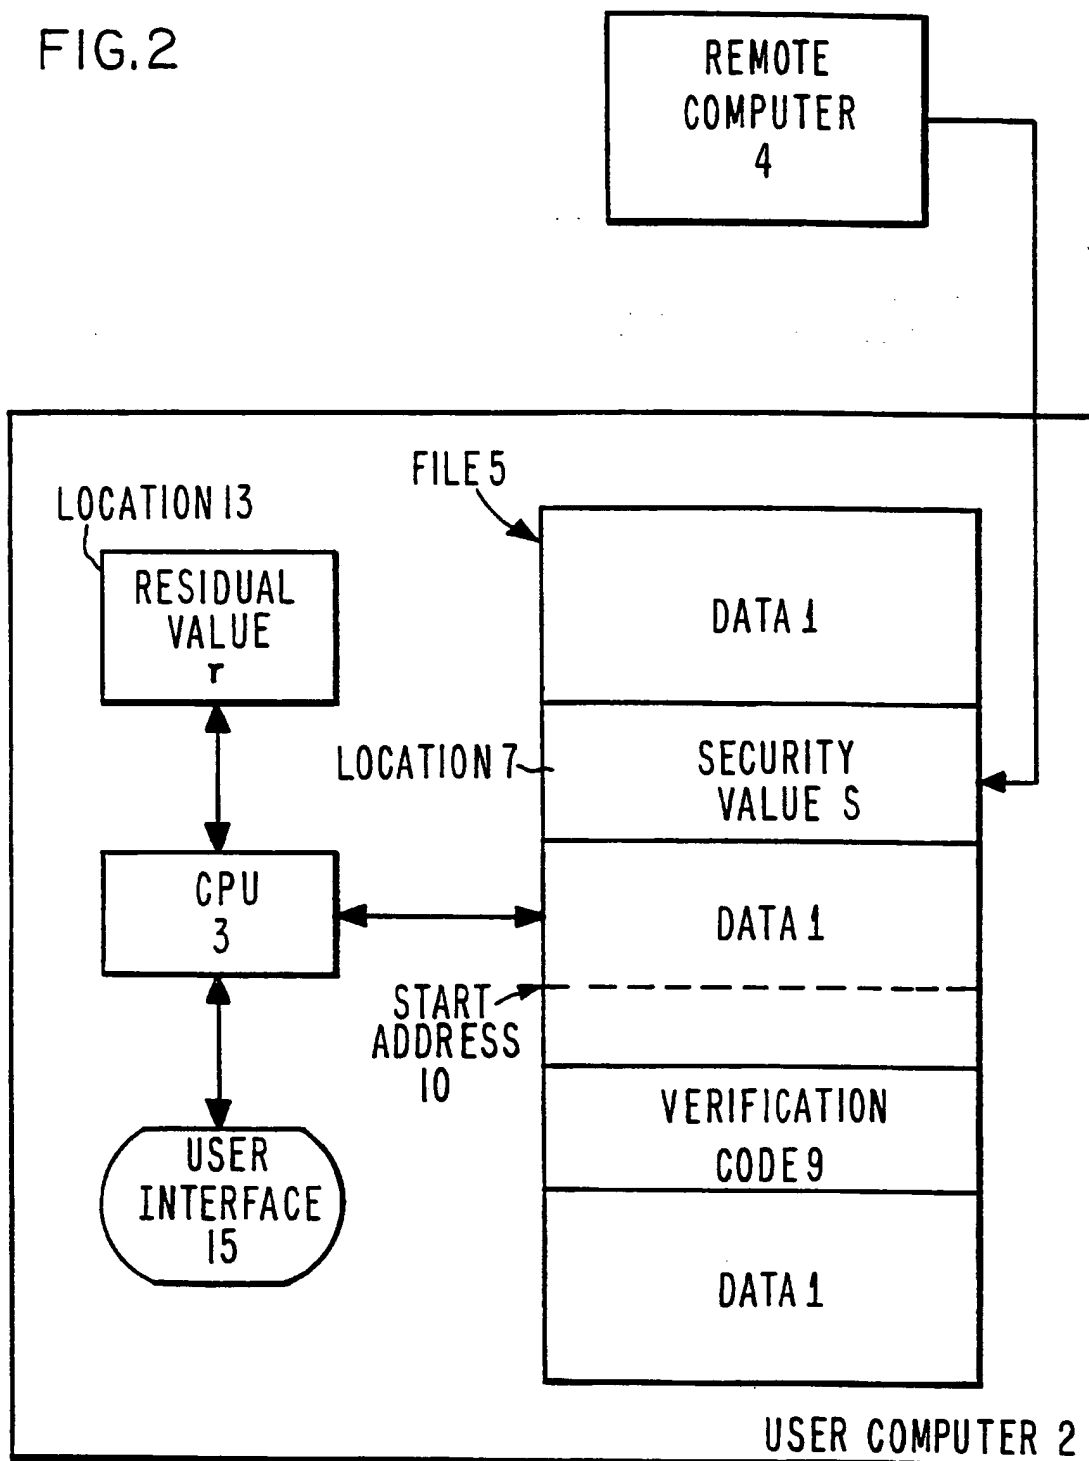 FIG.2
REMOTE
COMPUTER
4
FILE 5
LOCATION 13
RESIDUAL
VALUE
r
DATA 1
LOCATION 7
SECURITY
VALUE S
CPU
3
DATA 1
START
ADDRESS
10
VERIFICATION
CODE 9
USER
INTERFACE
15
DATA 1
USER COMPUTER 2